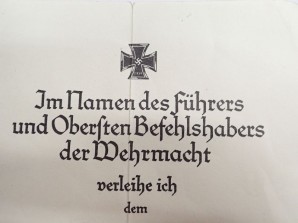 Im Namen des Führers
und Oberſten Befehlshabers
der Wehrmacht
verleihe ich
dem